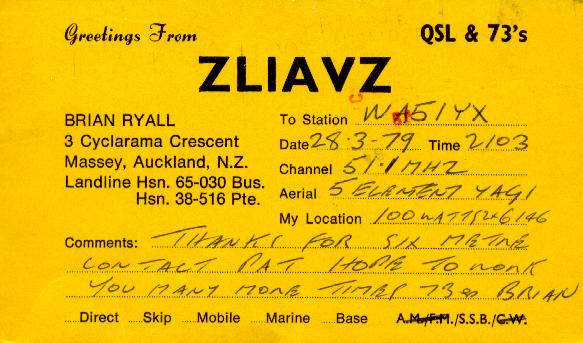 Greetings From
QSL & 73's
ZLIAVZ
BRIAN RYALL
3 Cyclarama Crescent
Massey, Auckland, N.Z.
Landline Hsn. 65-030 Bus.
Hsn. 38-516 Pte.
To Station WA5IYX
Date 28.3.79 Time 2103
Channel 51.1 MHZ
Aerial 5 ELEMENT YAGI
My Location 100 WATTS 2x6146
Comments: THANKS FOR SIX METRE
CONTACT PAT HOPE TO WORK
YOU MANY MORE TIMES 73 BRIAN
Direct Skip Mobile Marine Base A.M./F.M./S.S.B./C.W.